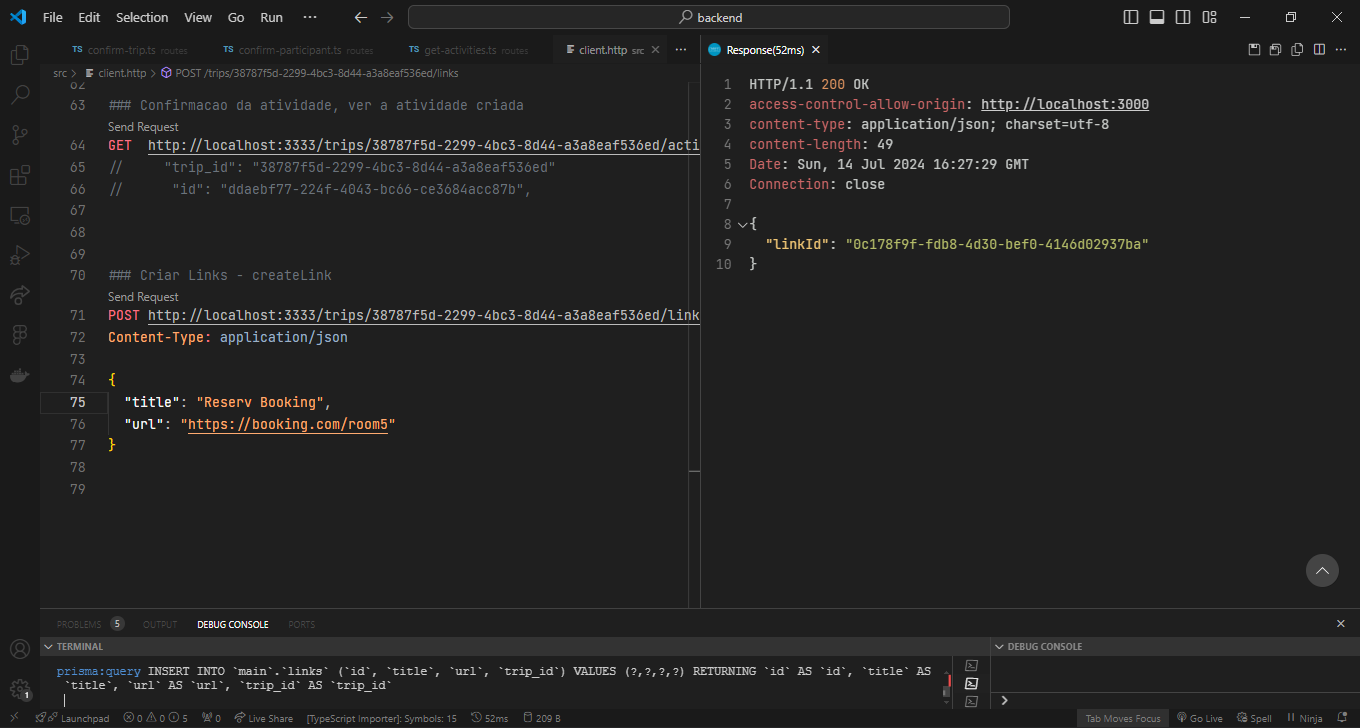 File Edit Selection View Go Run ··· backend
TS confirm-trip.ts routes TS confirm-participant.ts routes TS get-activities.ts routes client.http src
src > client.http > POST /trips/38787f5d-2299-4bc3-8d44-a3a8eaf536ed/links
62
63 ### Confirmacao da atividade, ver a atividade criada
Send Request
64 GET http://localhost:3333/trips/38787f5d-2299-4bc3-8d44-a3a8eaf536ed/acti
65 // "trip_id": "38787f5d-2299-4bc3-8d44-a3a8eaf536ed"
66 // "id": "ddaebf77-224f-4043-bc66-ce3684acc87b",
67
68
69
70 ### Criar Links - createLink
Send Request
71 POST http://localhost:3333/trips/38787f5d-2299-4bc3-8d44-a3a8eaf536ed/link
72 Content-Type: application/json
73
74 {
75 "title": "Reserv Booking",
76 "url": "https://booking.com/room5"
77 }
78
79
Response(52ms)
1 HTTP/1.1 200 OK
2 access-control-allow-origin: http://localhost:3000
3 content-type: application/json; charset=utf-8
4 content-length: 49
5 Date: Sun, 14 Jul 2024 16:27:29 GMT
6 Connection: close
7
8 {
9 "linkId": "0c178f9f-fdb8-4d30-bef0-4146d02937ba"
10 }
PROBLEMS 5 OUTPUT DEBUG CONSOLE PORTS
TERMINAL
prisma:query INSERT INTO `main`.`links` (`id`, `title`, `url`, `trip_id`) VALUES (?,?,?,?) RETURNING `id` AS `id`, `title` AS
`title`, `url` AS `url`, `trip_id` AS `trip_id`
DEBUG CONSOLE
>
1
Launchpad 0 0 5 0 Live Share [TypeScript Importer]: Symbols: 15 52ms 209 B Tab Moves Focus Go Live Spell Ninja